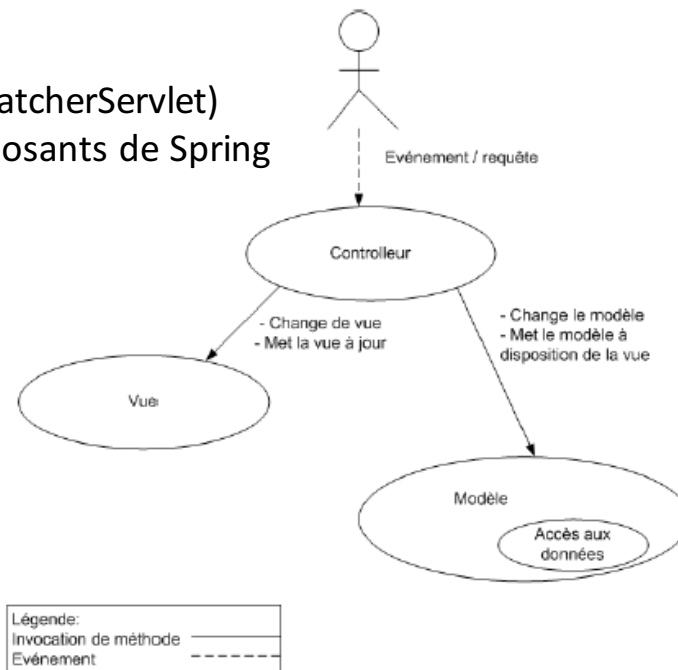 atcherServlet)
osants de Spring
Evénement / requête
Controlleur
- Change de vue
- Met la vue à jour
- Change le modèle
- Met le modèle à
disposition de la vue
Vue
Modèle
Accès aux
données
Légende:
Invocation de méthode
Evénement